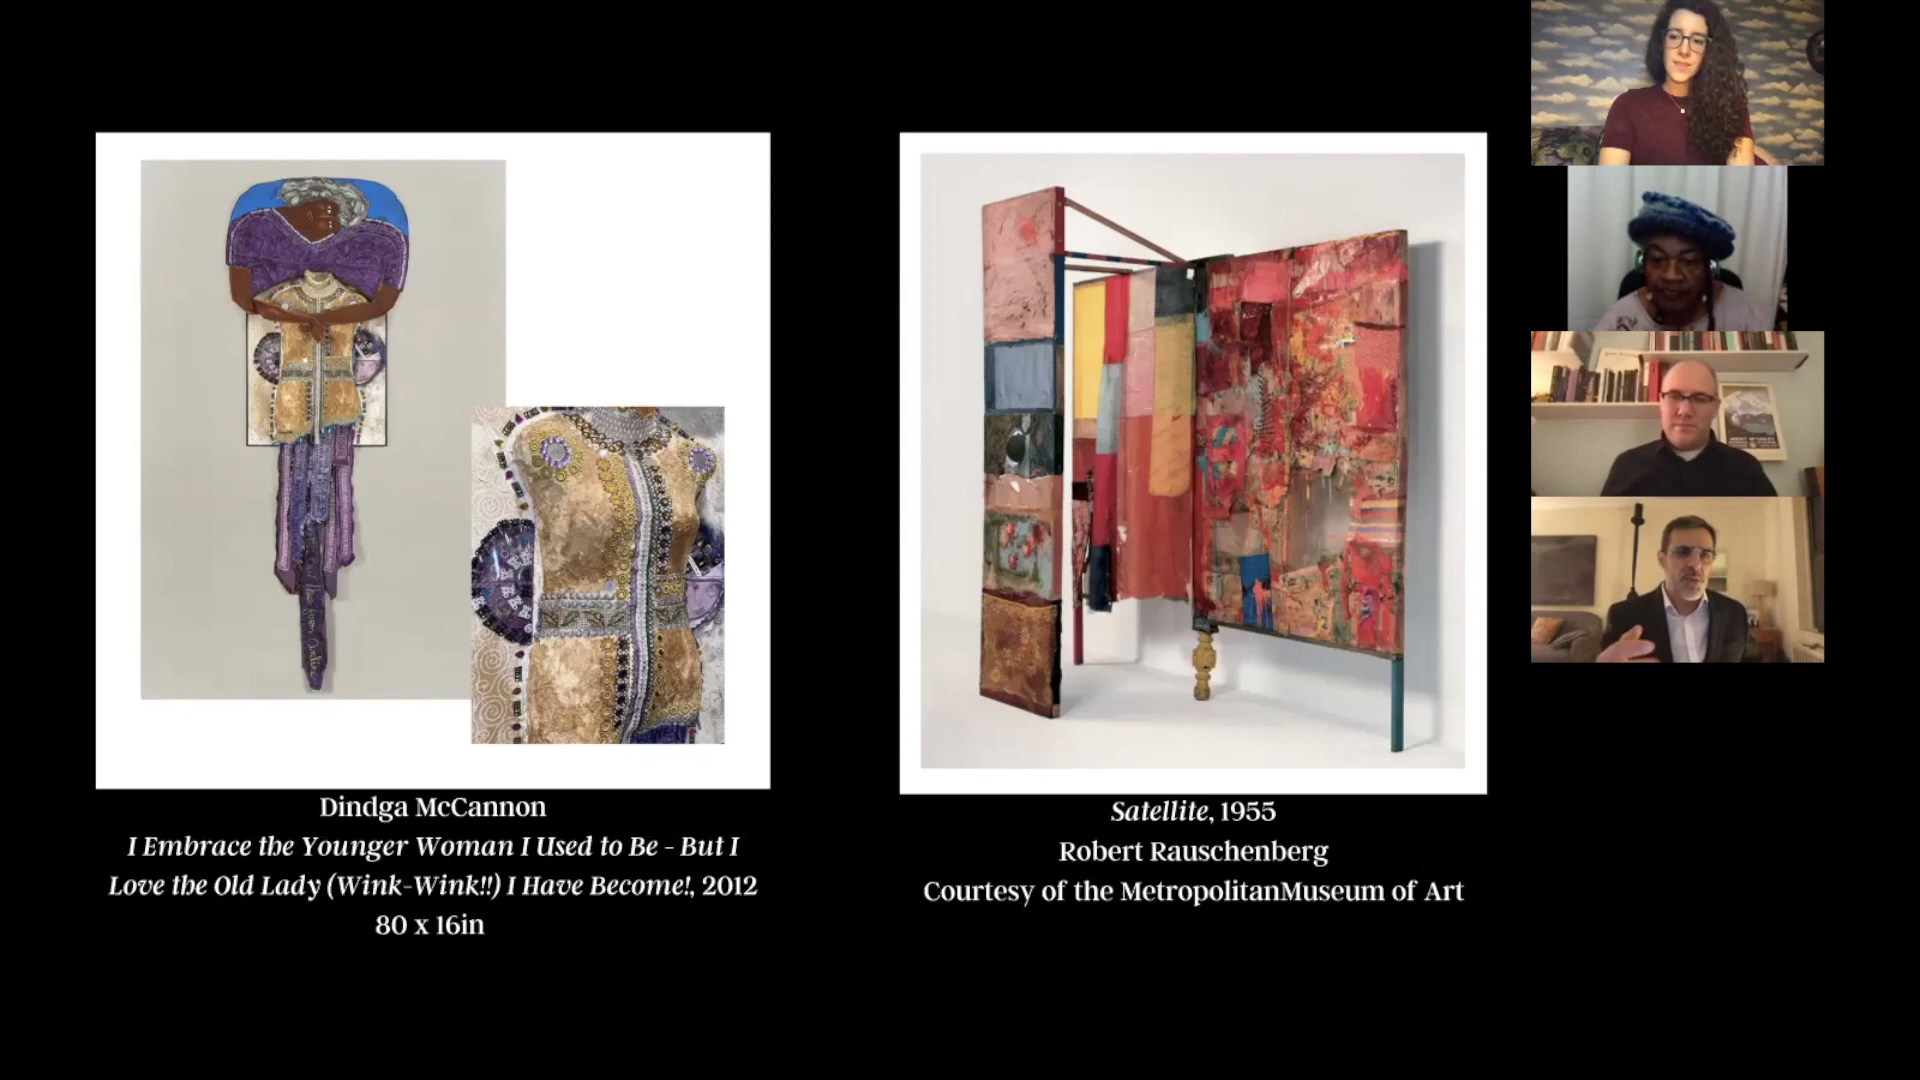 Dindga McCannon
I Embrace the Younger Woman I Used to Be - But I
Love the Old Lady (Wink-Wink!!) I Have Become!, 2012
80 x 16in
Satellite, 1955
Robert Rauschenberg
Courtesy of the MetropolitanMuseum of Art